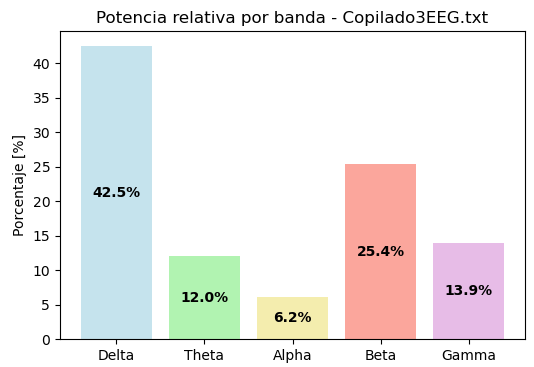 Potencia relativa por banda - Copilado3EEG.txt
Porcentaje [%]
40
35
30
25
20
15
10
5
0
42.5%
12.0%
6.2%
25.4%
13.9%
Delta
Theta
Alpha
Beta
Gamma